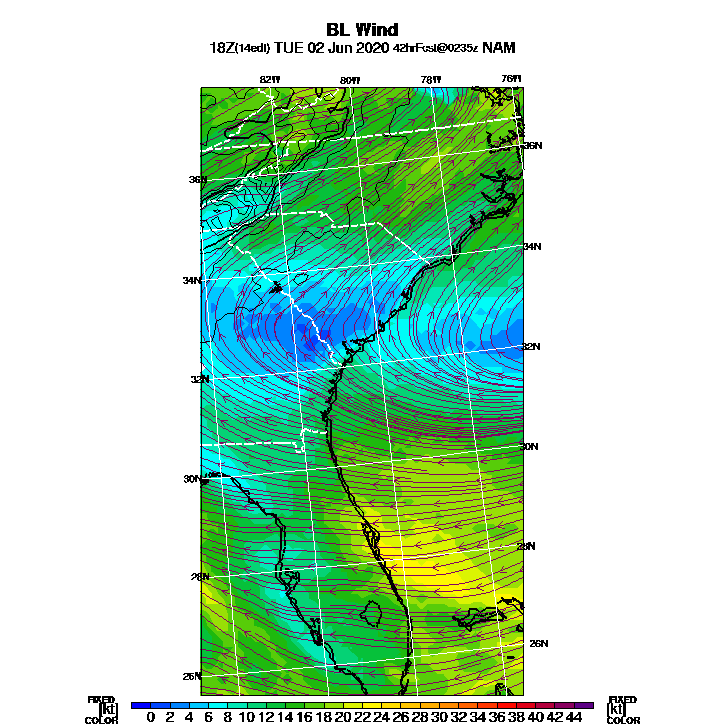 BL Wind
18Z(14edt) TUE 02 Jun 2020 42hrFcst@0235z NAM
82W 80W 78W 76W
36N 36N
34N 34N
32N 32N
30N 30N
28N 28N
26N 26N
FIXED FIXED
[kt] 0 2 4 6 8 10 12 14 16 18 20 22 24 26 28 30 32 34 36 38 40 42 44 [kt]
COLOR COLOR